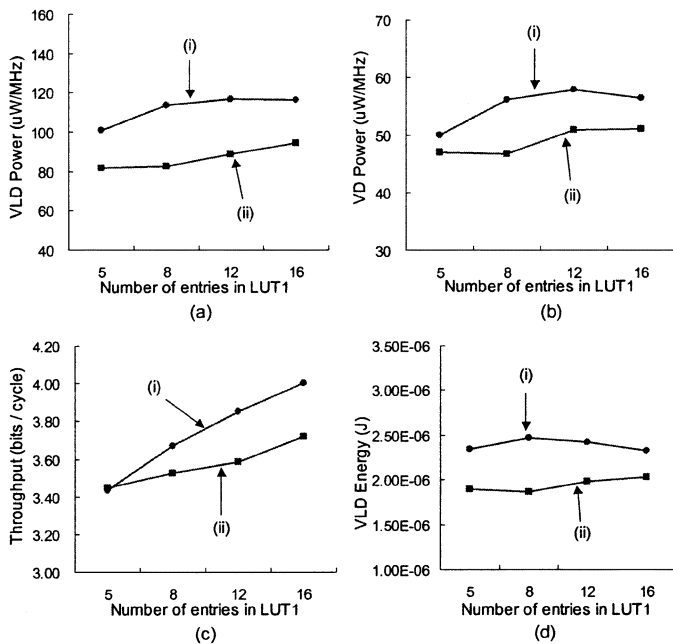 160
140
120
100
80
60
40
VLD Power (uW/MHz)
(i)
(ii)
5 8 12 16
Number of entries in LUT1
(a)
70
60
50
40
30
VD Power (uW/MHz)
(i)
(ii)
5 8 12 16
Number of entries in LUT1
(b)
4.20
4.00
3.80
3.60
3.40
3.20
3.00
Throughput (bits / cycle)
(i)
(ii)
5 8 12 16
Number of entries in LUT1
(c)
3.50E-06
3.00E-06
2.50E-06
2.00E-06
1.50E-06
1.00E-06
VLD Energy (J)
(i)
(ii)
5 8 12 16
Number of entries in LUT1
(d)